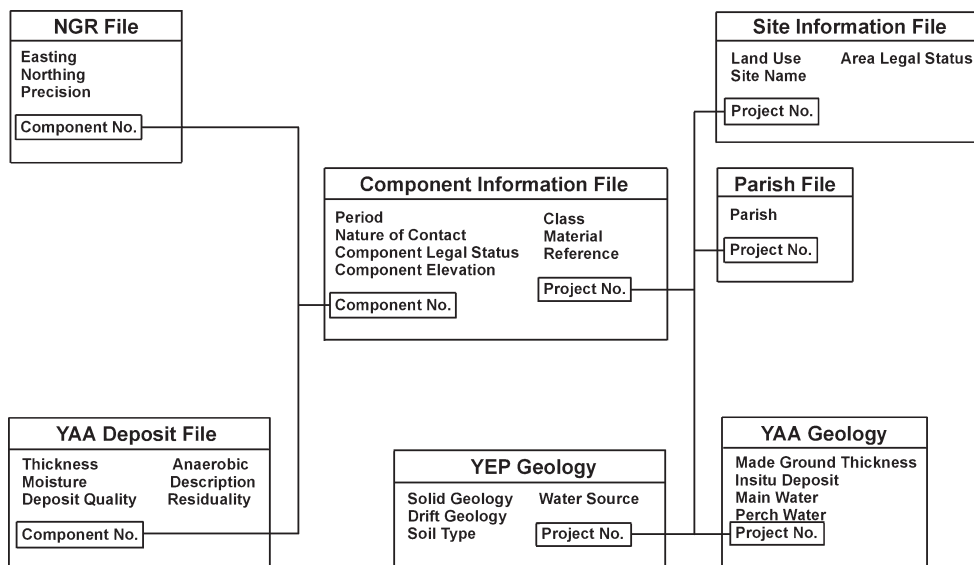 NGR File
Easting
Northing
Precision
Component No.
Site Information File
Land Use
Area Legal Status
Site Name
Project No.
Component Information File
Period
Nature of Contact
Component Legal Status
Component Elevation
Component No.
Class
Material
Reference
Project No.
Parish File
Parish
Project No.
YAA Deposit File
Thickness
Moisture
Deposit Quality
Anaerobic
Description
Residuality
Component No.
YEP Geology
Solid Geology
Drift Geology
Soil Type
Water Source
Project No.
YAA Geology
Made Ground Thickness
Insitu Deposit
Main Water
Perch Water
Project No.